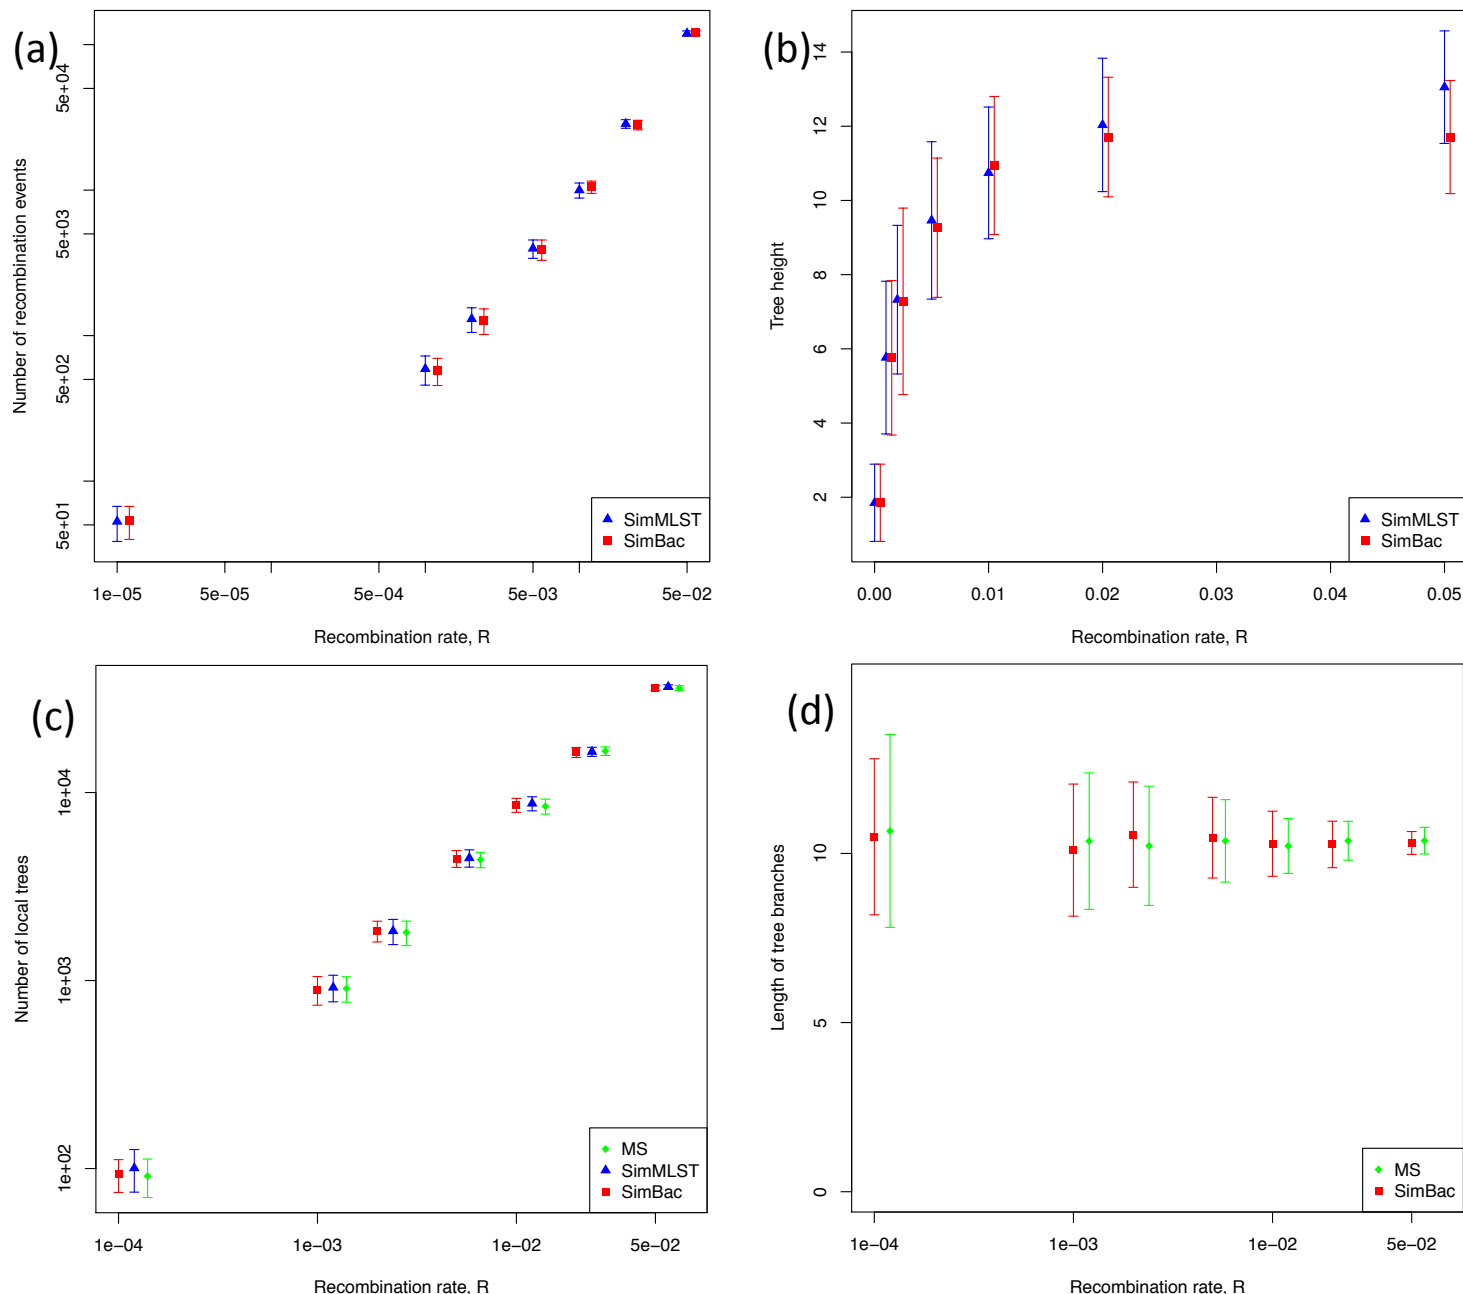 (a)
Number of recombination events
5e+04
5e+03
5e+02
5e+01
1e-05
5e-05
5e-04
5e-03
5e-02
Recombination rate, R
SimMLST
SimBac
(b)
Tree height
14
12
10
8
6
4
2
0.00
0.01
0.02
0.03
0.04
0.05
Recombination rate, R
SimMLST
SimBac
(c)
Number of local trees
1e+04
1e+03
1e+02
1e-04
1e-03
1e-02
5e-02
Recombination rate, R
MS
SimMLST
SimBac
(d)
Length of tree branches
10
5
0
1e-04
1e-03
1e-02
5e-02
Recombination rate, R
MS
SimBac